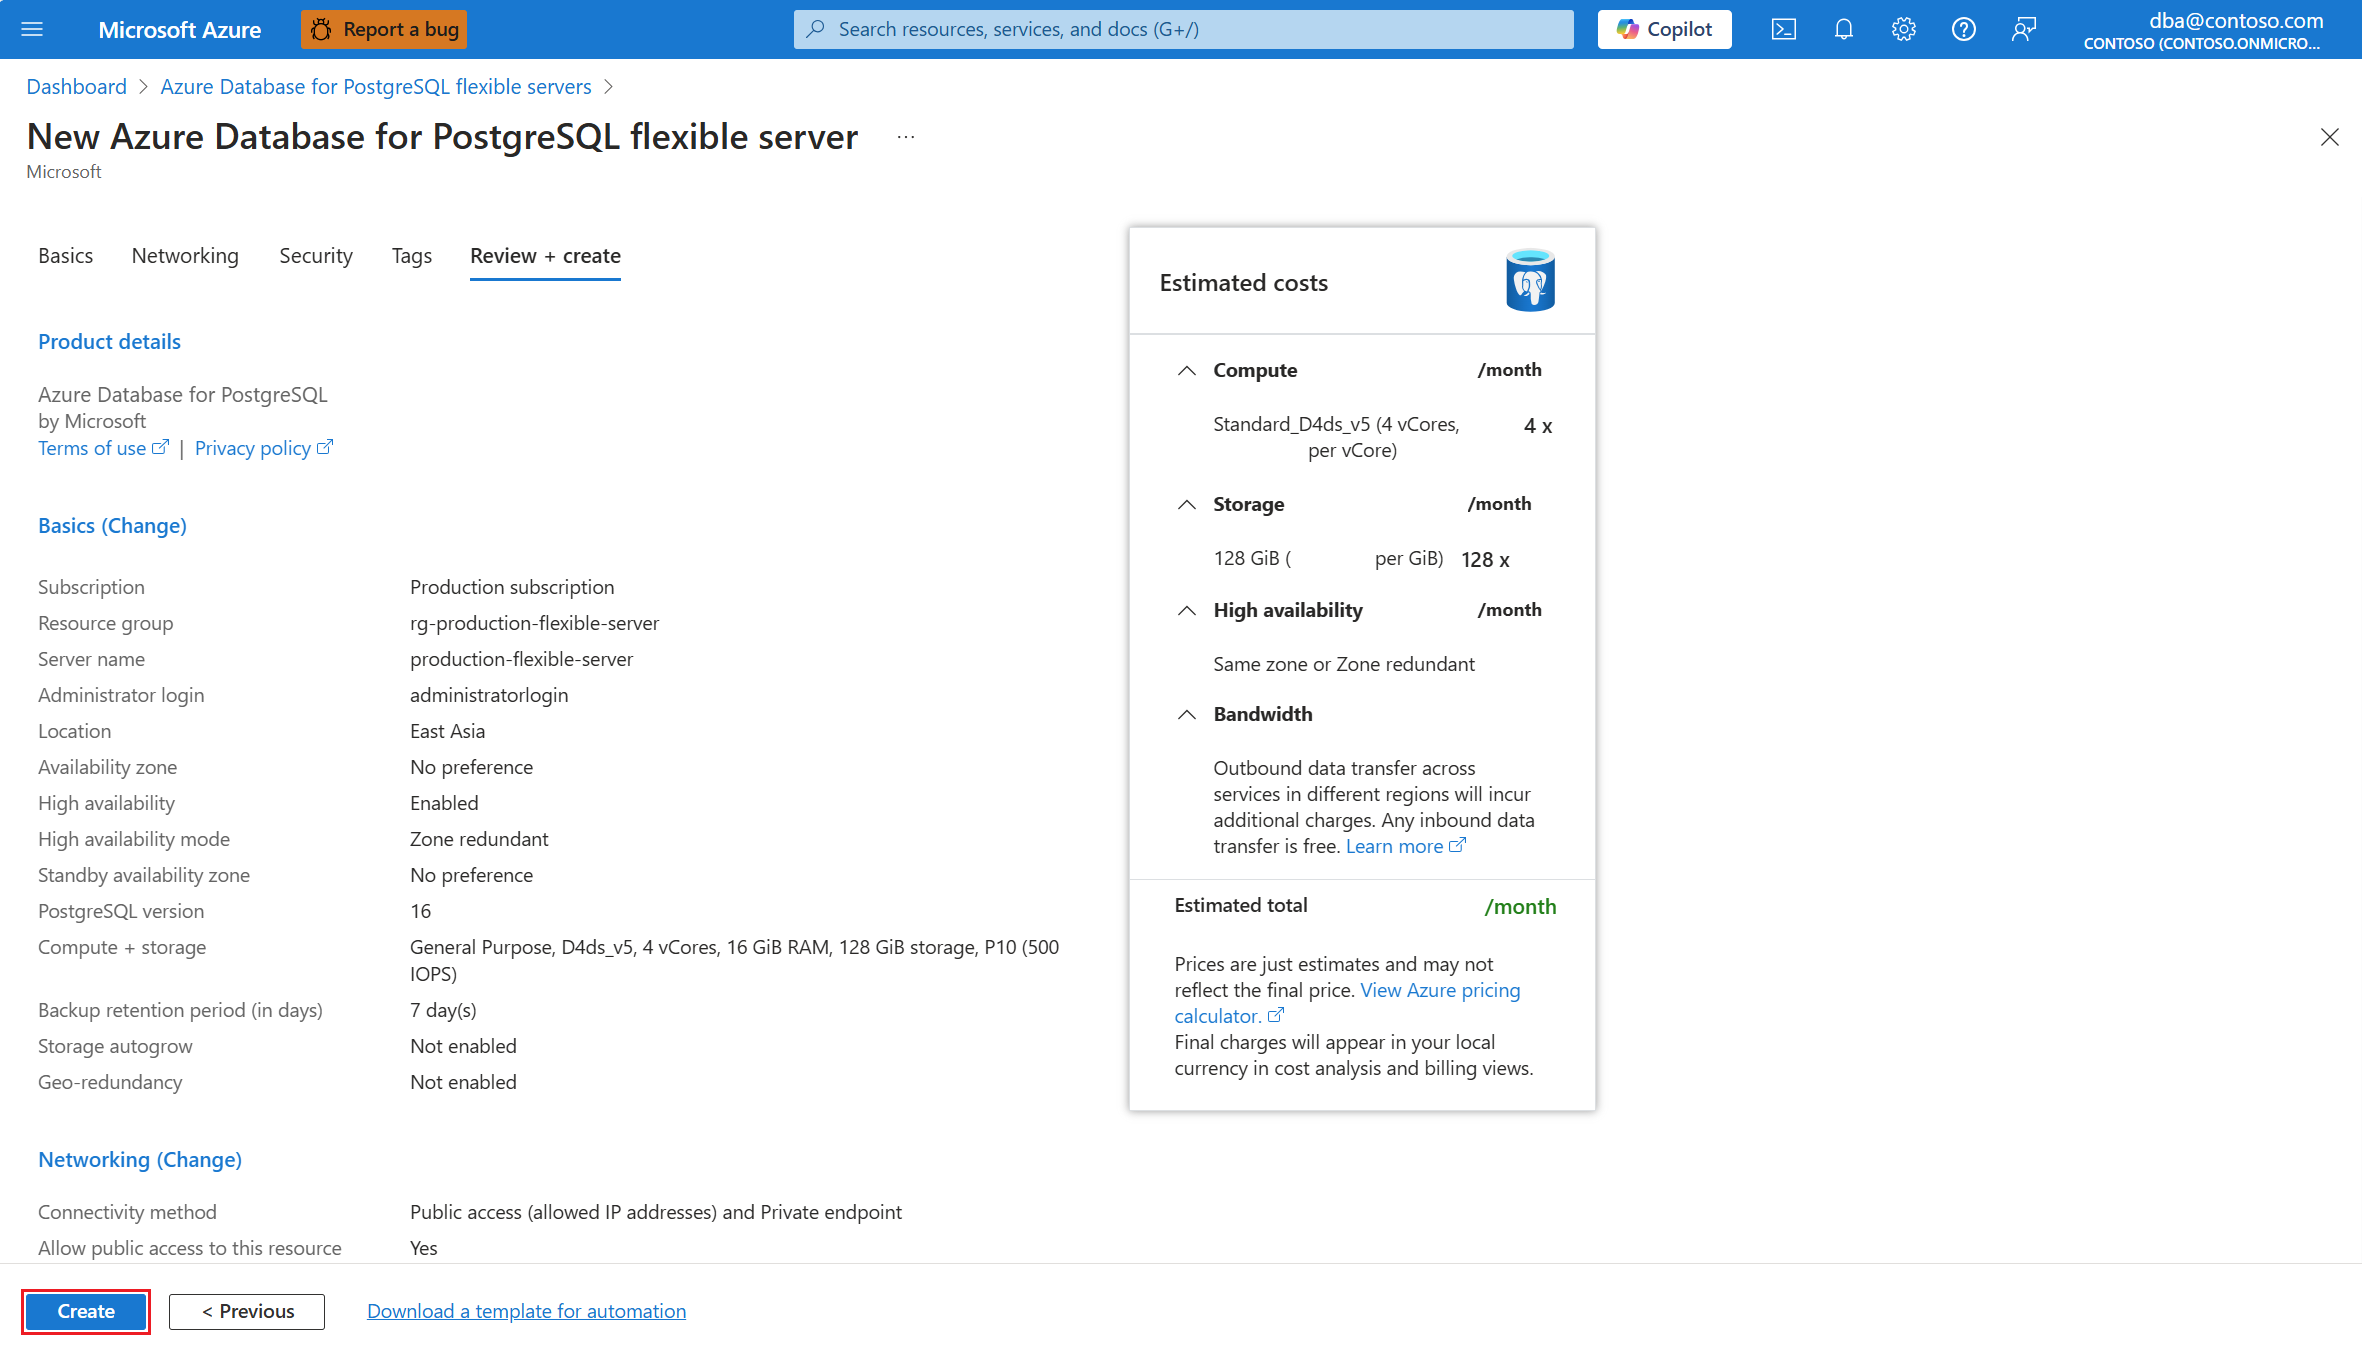 Microsoft Azure
Report a bug
Search resources, services, and docs (G+/)
Copilot
dba@contoso.com
CONTOSO (CONTOSO.ONMICRO...
Dashboard > Azure Database for PostgreSQL flexible servers >
New Azure Database for PostgreSQL flexible server ...
Microsoft
Basics Networking Security Tags Review + create
Product details
Azure Database for PostgreSQL
by Microsoft
Terms of use | Privacy policy
Basics (Change)
Subscription Production subscription
Resource group rg-production-flexible-server
Server name production-flexible-server
Administrator login administratorlogin
Location East Asia
Availability zone No preference
High availability Enabled
High availability mode Zone redundant
Standby availability zone No preference
PostgreSQL version 16
Compute + storage General Purpose, D4ds_v5, 4 vCores, 16 GiB RAM, 128 GiB storage, P10 (500
IOPS)
Backup retention period (in days) 7 day(s)
Storage autogrow Not enabled
Geo-redundancy Not enabled
Networking (Change)
Connectivity method Public access (allowed IP addresses) and Private endpoint
Allow public access to this resource Yes
Estimated costs
Compute /month
Standard_D4ds_v5 (4 vCores, 4 x
per vCore)
Storage /month
128 GiB ( per GiB) 128 x
High availability /month
Same zone or Zone redundant
Bandwidth
Outbound data transfer across
services in different regions will incur
additional charges. Any inbound data
transfer is free. Learn more
Estimated total /month
Prices are just estimates and may not
reflect the final price. View Azure pricing
calculator.
Final charges will appear in your local
currency in cost analysis and billing views.
Create
< Previous
Download a template for automation